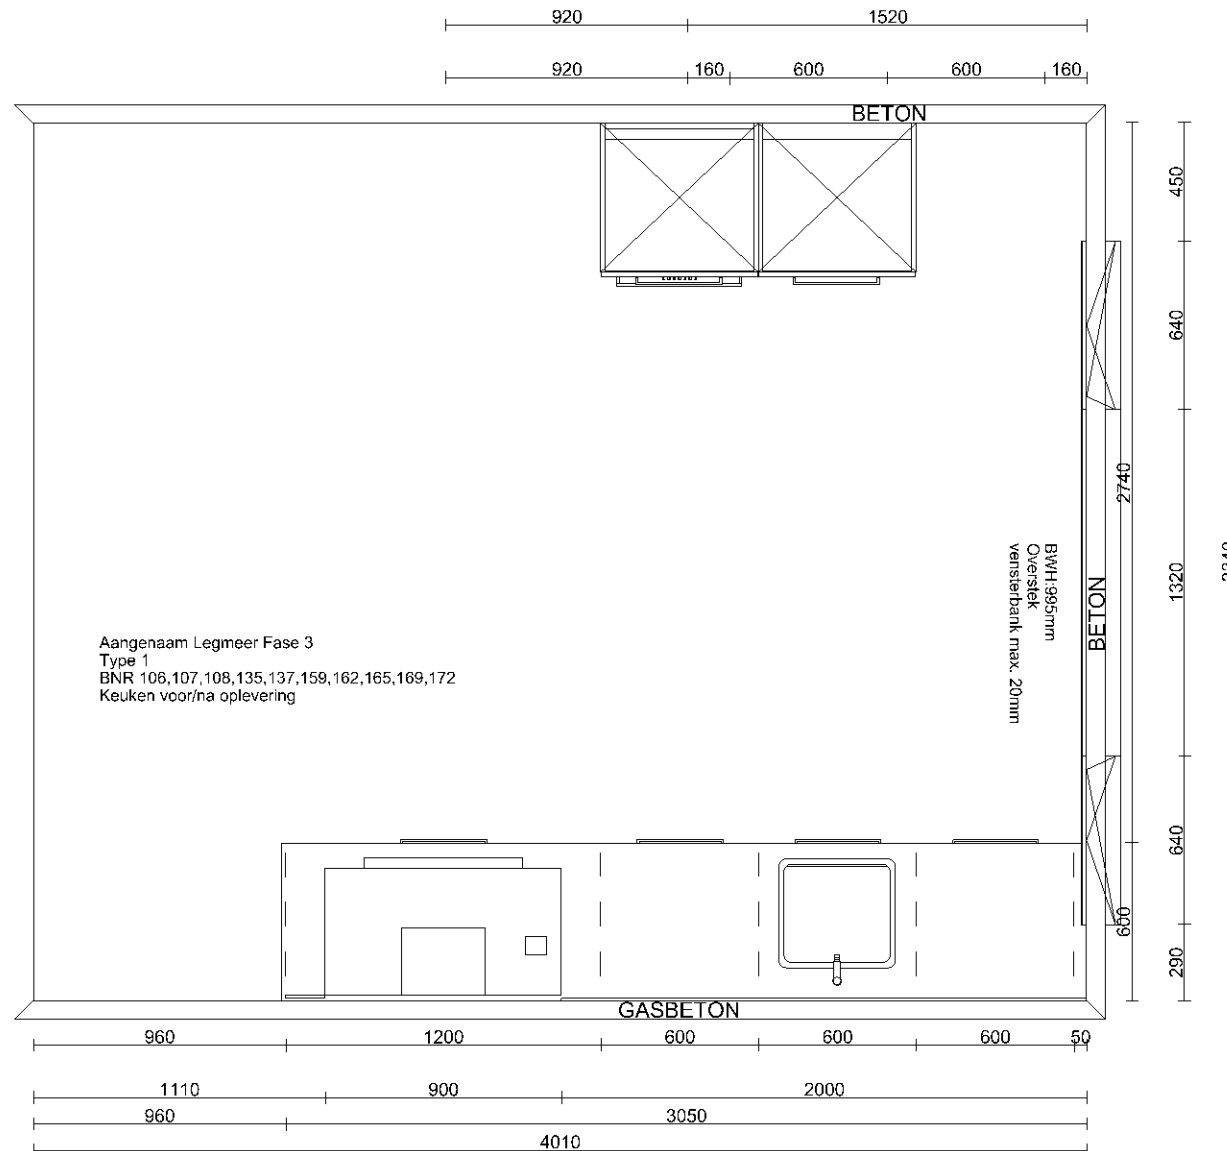 920
1520
920
160
600
600
160
BETON
450
640
2740
1320
BWH:995mm
Overstek
vensterbank max. 20mm
BETON
Aangenaam Legmeer Fase 3
Type 1
BNR 106,107,108,135,137,159,162,165,169,172
Keuken voor/na oplevering
640
600
290
GASBETON
960
1200
600
600
600
50
1110
900
2000
960
3050
4010